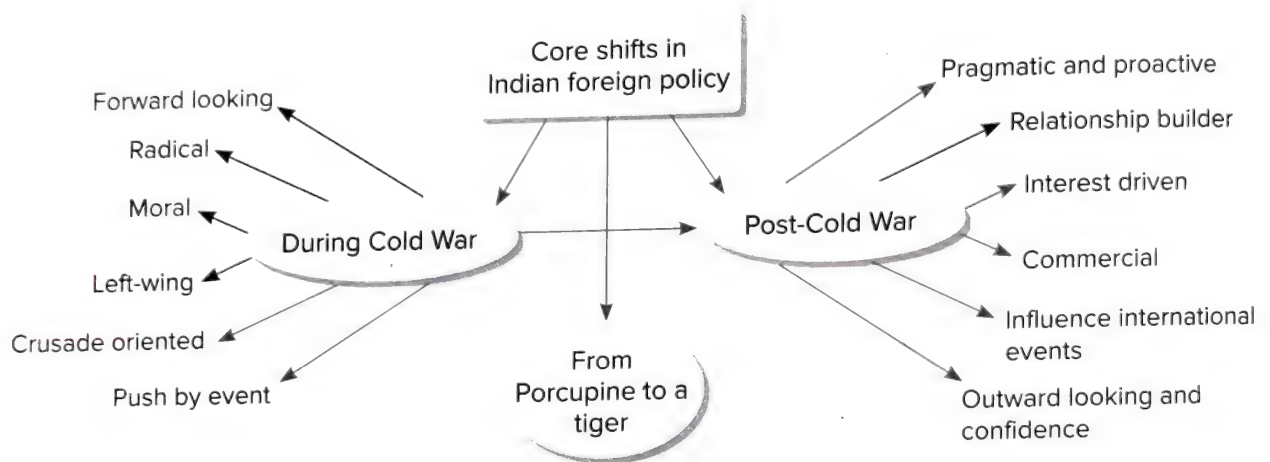 Core shifts in
Indian foreign policy
Forward looking
Radical
Moral
Left-wing
Crusade oriented
Push by event
During Cold War
From
Porcupine to a
tiger
Post-Cold War
Pragmatic and proactive
Relationship builder
Interest driven
Commercial
Influence international
events
Outward looking and
confidence